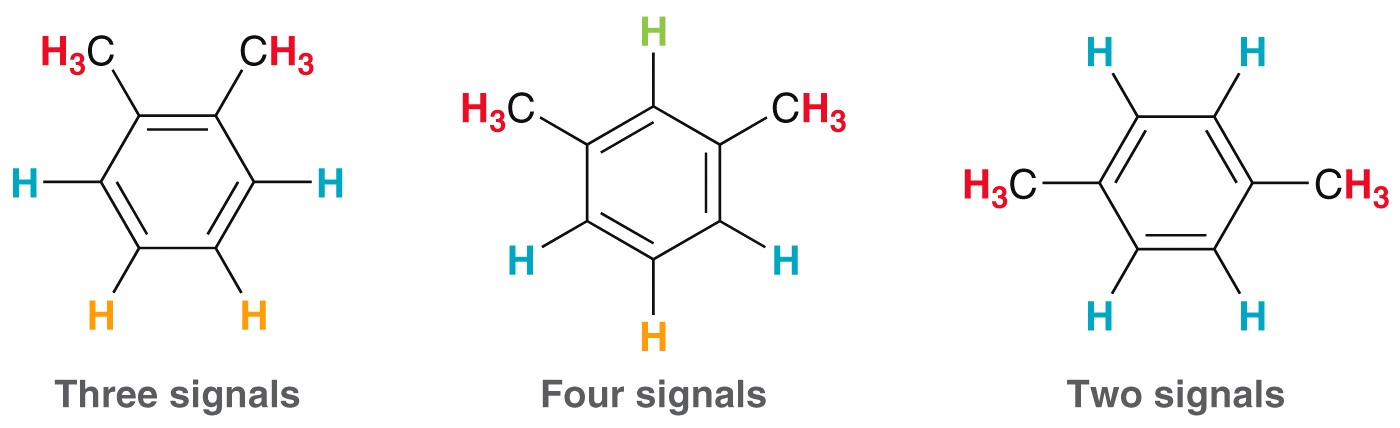 H
H₃C CH₃ H H
H₃C CH₃
H H H₃C CH₃
H H
H H H H
H
Three signals Four signals Two signals